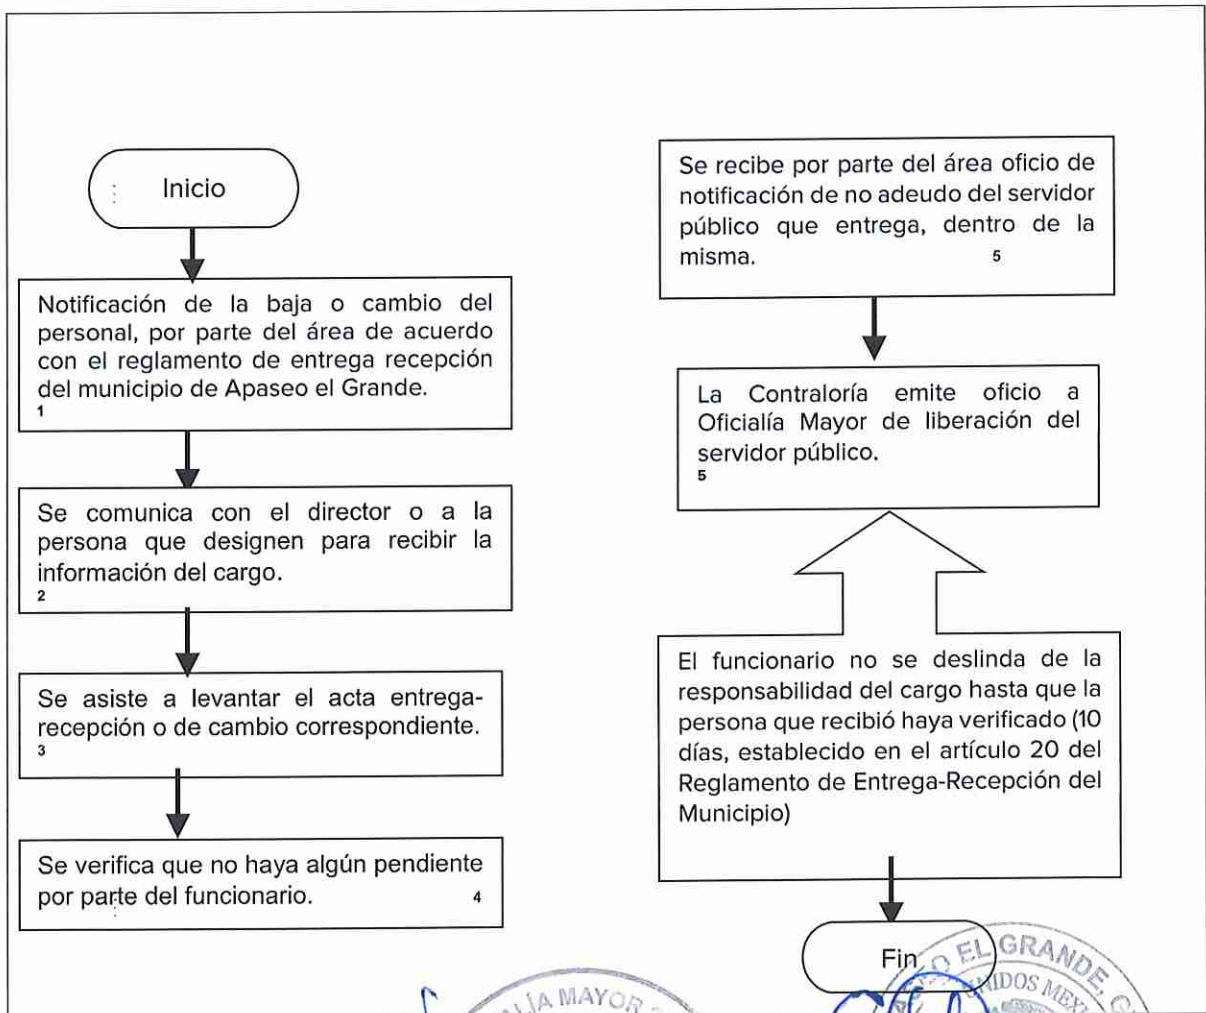 Inicio
Notificación de la baja o cambio del
personal, por parte del área de acuerdo
con el reglamento de entrega recepción
del municipio de Apaseo el Grande.
1
Se comunica con el director o a la
persona que designen para recibir la
información del cargo.
2
Se asiste a levantar el acta entrega-
recepción o de cambio correspondiente.
3
Se verifica que no haya algún pendiente
por parte del funcionario. 4
Se recibe por parte del área oficio de
notificación de no adeudo del servidor
público que entrega, dentro de la
misma. 5
La Contraloría emite oficio a
Oficialía Mayor de liberación del
servidor público.
5
El funcionario no se deslinda de la
responsabilidad del cargo hasta que la
persona que recibió haya verificado (10
días, establecido en el artículo 20 del
Reglamento de Entrega-Recepción del
Municipio)
Fin
EL GRANDE,
MAYOR